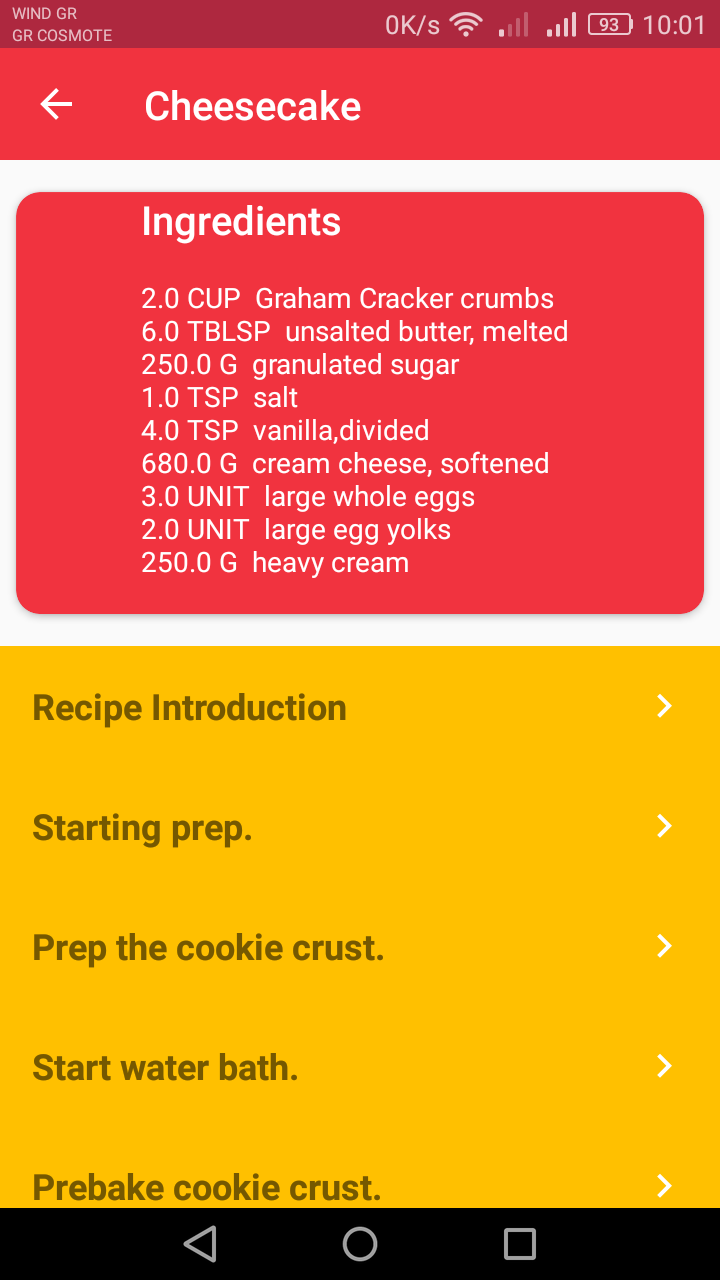 WIND GR
GR COSMOTE
0K/s 93 10:01
Cheesecake
Ingredients
2.0 CUP  Graham Cracker crumbs
6.0 TBLSP  unsalted butter, melted
250.0 G  granulated sugar
1.0 TSP  salt
4.0 TSP  vanilla,divided
680.0 G  cream cheese, softened
3.0 UNIT  large whole eggs
2.0 UNIT  large egg yolks
250.0 G  heavy cream
Recipe Introduction
Starting prep.
Prep the cookie crust.
Start water bath.
Prebake cookie crust.